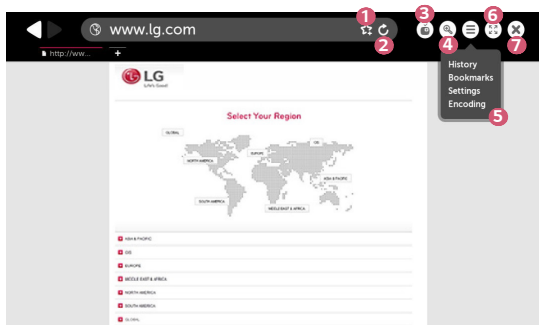 1
3
6
www.lg.com
2
4
7
http://ww...
+
History
Bookmarks
Settings
Encoding
5
LG
Life's Good
Select Your Region
GLOBAL
CIS
EUROPE
NORTH AMERICA
ASIA & PACIFIC
SOUTH AMERICA
MIDDLE EAST & AFRICA
ASIA & PACIFIC
CIS
EUROPE
MIDDLE EAST & AFRICA
NORTH AMERICA
SOUTH AMERICA
GLOBAL